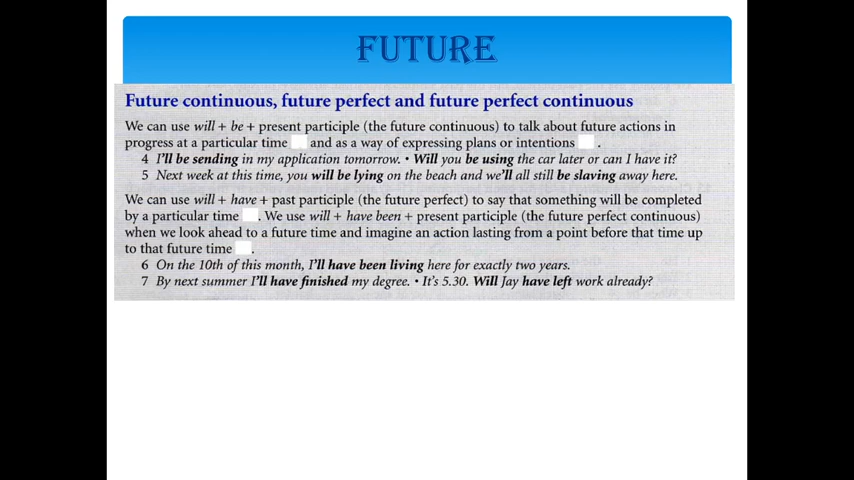 FUTURE
Future continuous, future perfect and future perfect continuous
We can use will + be + present participle (the future continuous) to talk about future actions in
progress at a particular time and as a way of expressing plans or intentions .
4 I'll be sending in my application tomorrow. • Will you be using the car later or can I have it?
5 Next week at this time, you will be lying on the beach and we'll all still be slaving away here.
We can use will + have + past participle (the future perfect) to say that something will be completed
by a particular time . We use will + have been + present participle (the future perfect continuous)
when we look ahead to a future time and imagine an action lasting from a point before that time up
to that future time .
6 On the 10th of this month, I'll have been living here for exactly two years.
7 By next summer I'll have finished my degree. • It's 5.30. Will Jay have left work already?